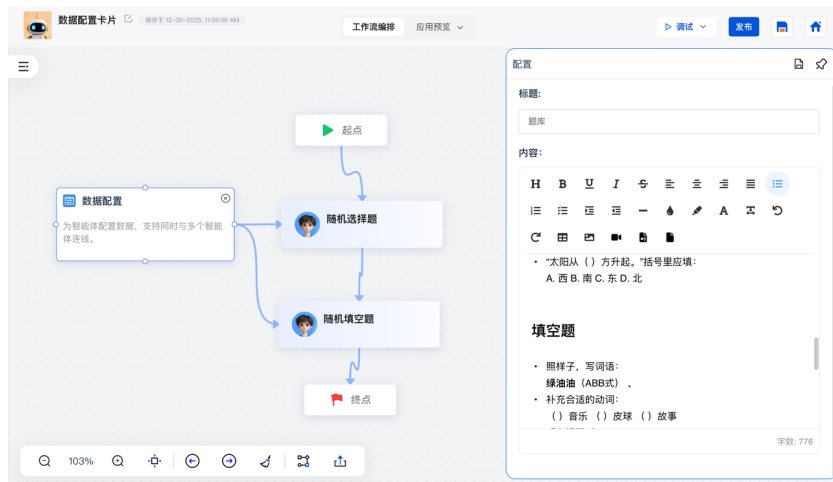 数据配置卡片 保存于 12-30-2025, 11:56:06 AM
工作流编排 应用预览
调试 发布
配置
标题:
题库
内容:
H B U I S
A
起点
数据配置
为智能体配置数据，支持同时与多个智能
体连线。
随机选择题
随机填空题
终点
• “太阳从（ ）方升起。”括号里应填：
A. 西 B. 南 C. 东 D. 北
填空题
• 照样子，写词语：
绿油油（ABB式） 、
• 补充合适的动词：
（ ）音乐 （ ）皮球 （ ）故事
字数: 776
103%